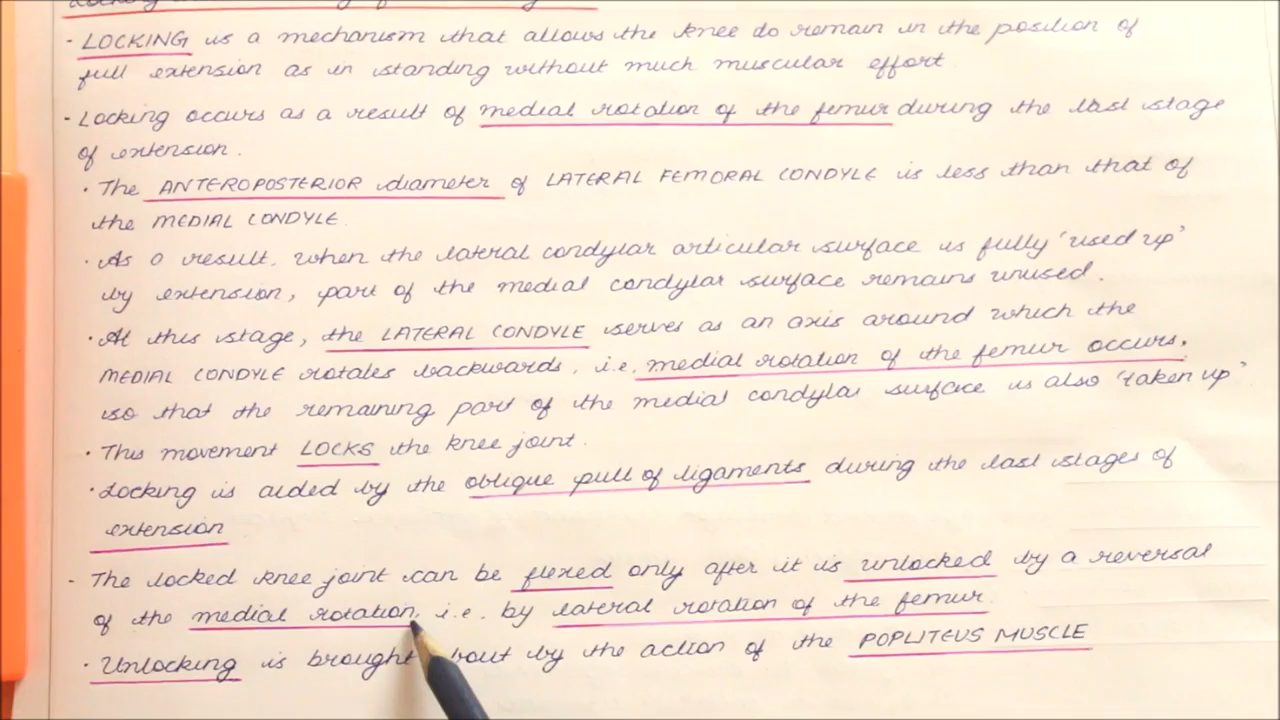 - LOCKING is a mechanism that allows the knee do remain in the position of
full extension as in standing without much muscular effort
- Locking occurs as a result of medial rotation of the femur during the last stage
of extension.
• The ANTEROPOSTERIOR diameter of LATERAL FEMORAL CONDYLE is less than that of
the MEDIAL CONDYLE.
• As a result, when the lateral condylar articular surface is fully 'used up'
by extension, part of the medial condylar surface remains unused.
• At this stage, the LATERAL CONDYLE serves as an axis around which the
MEDIAL CONDYLE rotates backwards, i.e. medial rotation of the femur occurs,
so that the remaining part of the medial condylar surface is also 'taken up'
• This movement LOCKS the knee joint.
• Locking is aided by the oblique pull of ligaments during the last stages of
extension
- The locked knee joint can be flexed only after it is unlocked by a reversal
of the medial rotation, i.e. by lateral rotation of the femur.
• Unlocking is brought by the action of the POPLITEUS MUSCLE